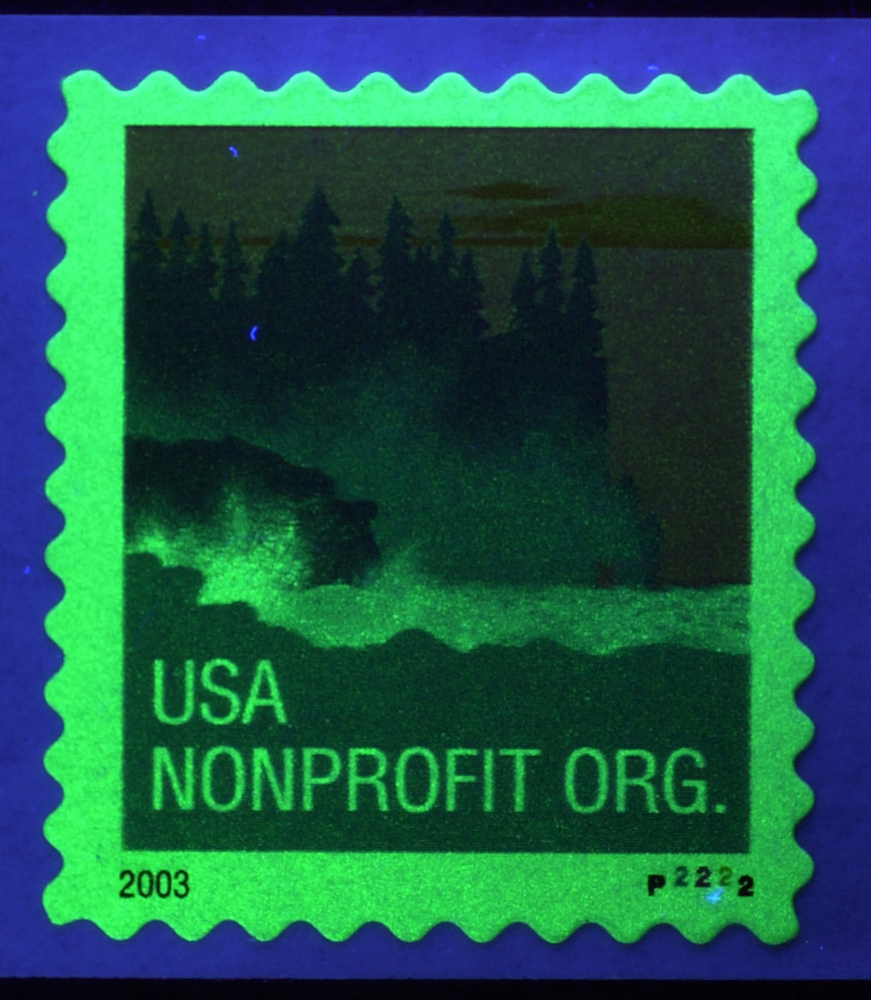 USA
NONPROFIT ORG.
2003 P2222